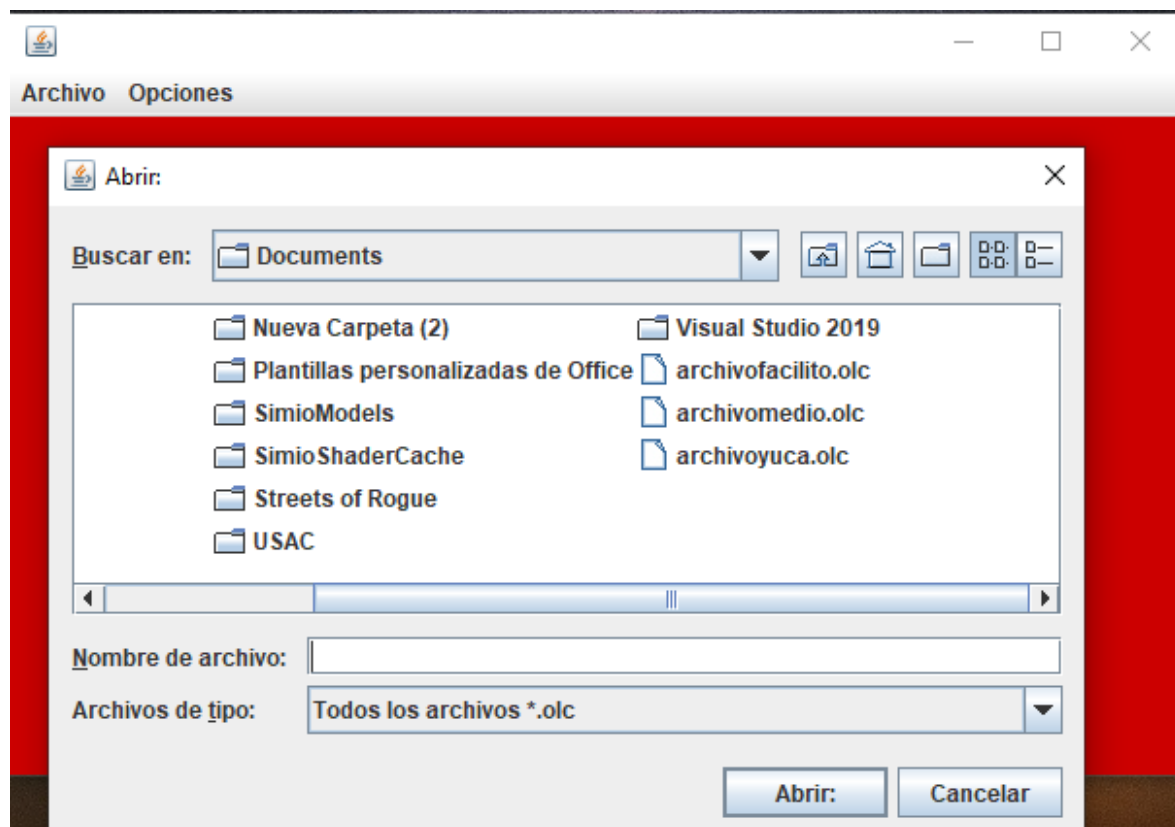 Archivo Opciones
Abrir:
Buscar en: Documents
Nueva Carpeta (2)
Plantillas personalizadas de Office
SimioModels
SimioShaderCache
Streets of Rogue
USAC
Visual Studio 2019
archivofacilito.olc
archivomedio.olc
archivoyuca.olc
Nombre de archivo:
Archivos de tipo: Todos los archivos *.olc
Abrir: Cancelar